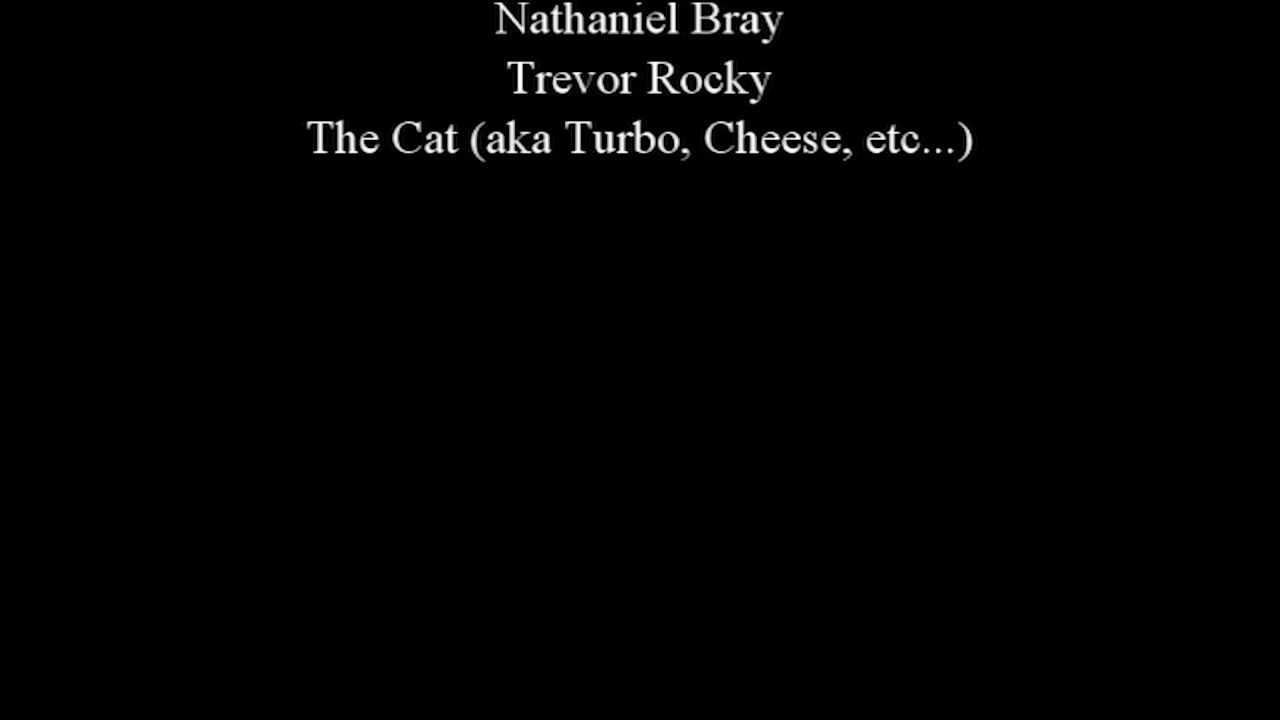 Nathaniel Bray
Trevor Rocky
The Cat (aka Turbo, Cheese, etc...)